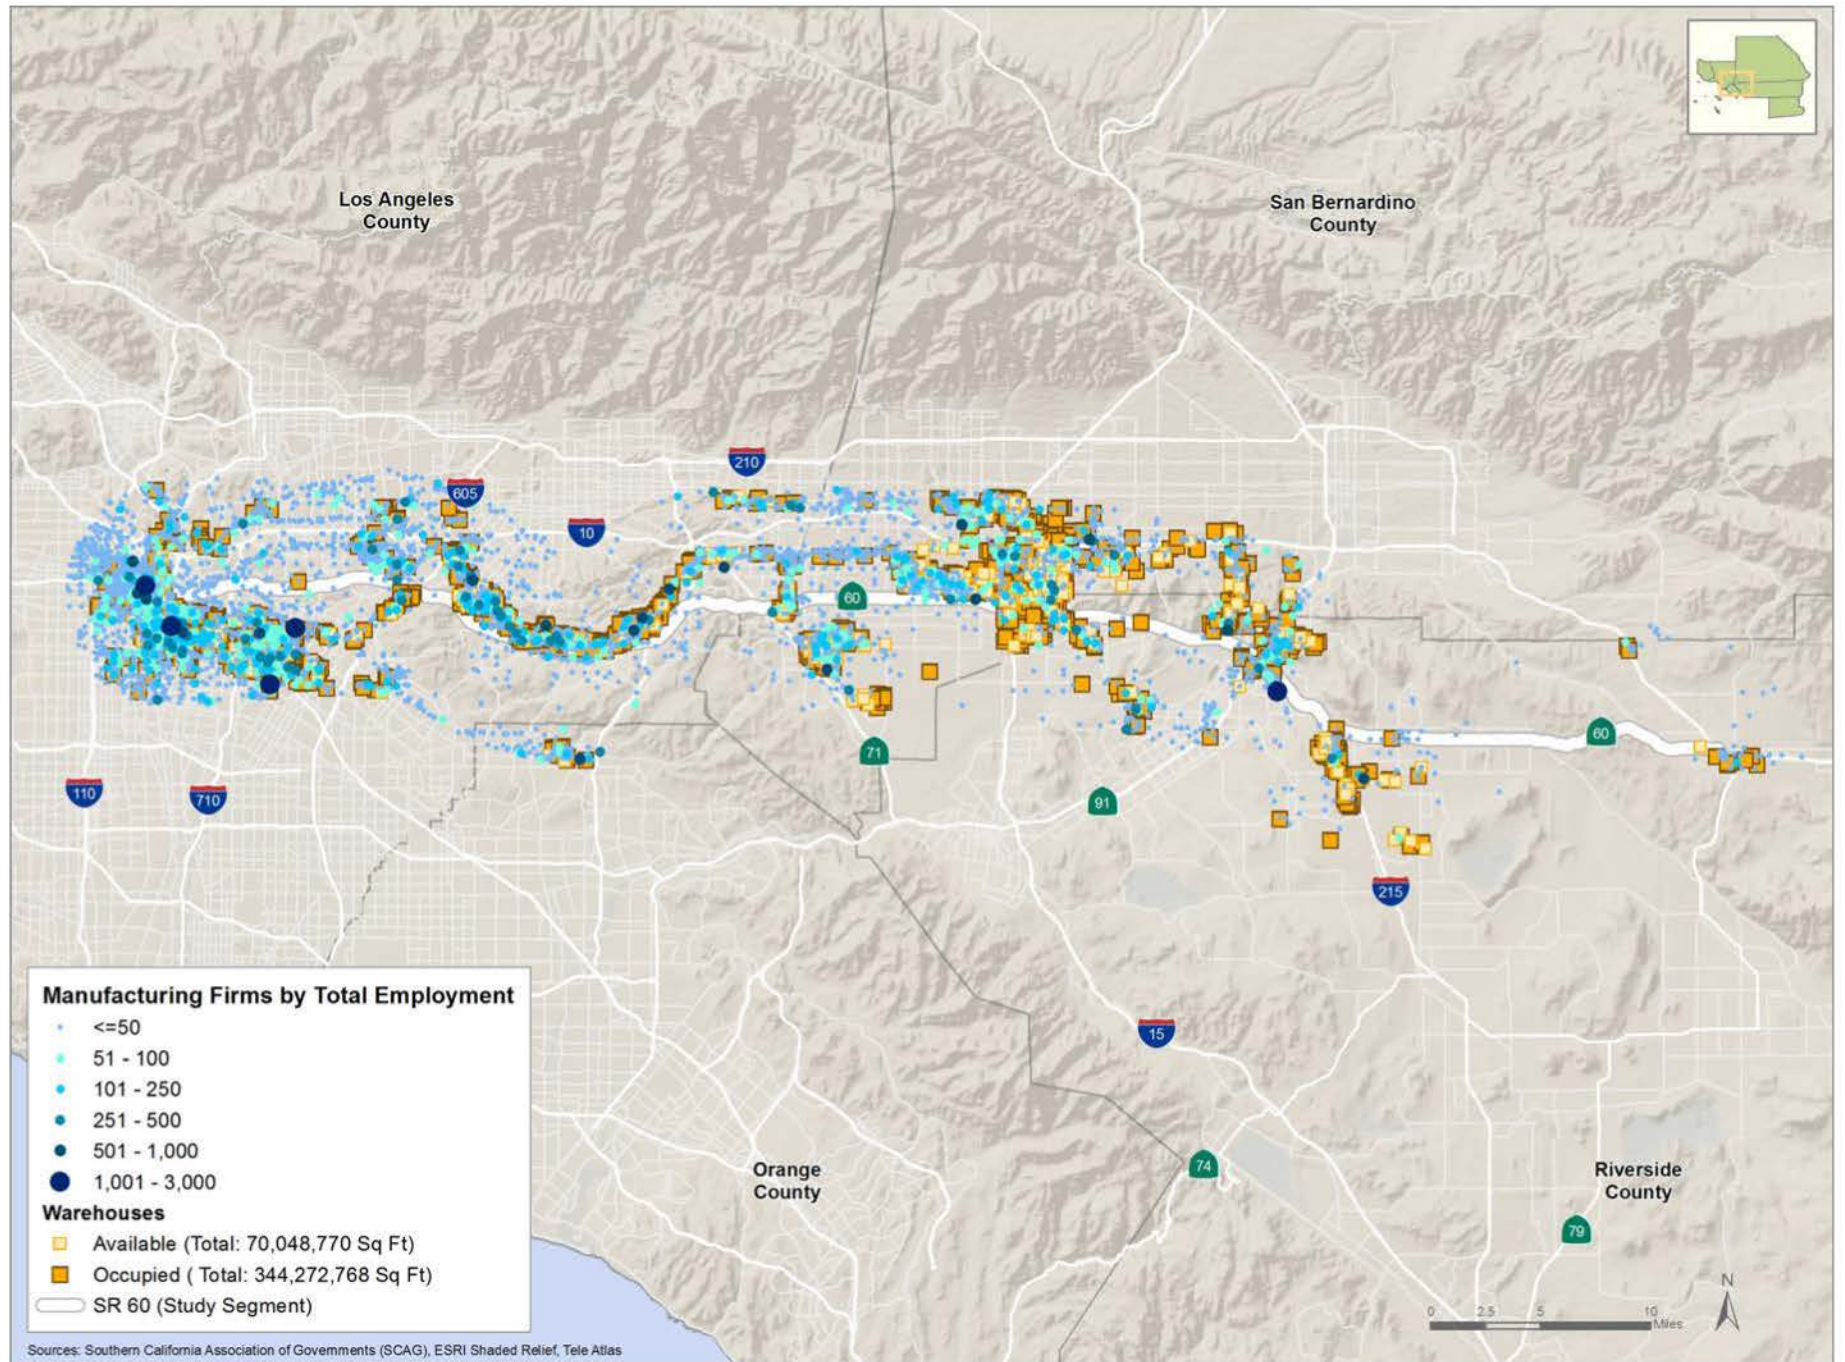 Los Angeles
County
San Bernardino
County
210
605
10
60
60
71
110
710
91
215
Manufacturing Firms by Total Employment
<=50
51 - 100
101 - 250
251 - 500
501 - 1,000
1,001 - 3,000
Warehouses
Available (Total: 70,048,770 Sq Ft)
Occupied ( Total: 344,272,768 Sq Ft)
SR 60 (Study Segment)
15
74
Orange
County
Riverside
County
79
N
0 2.5 5 10
Miles
Sources: Southern California Association of Governments (SCAG), ESRI Shaded Relief, Tele Atlas